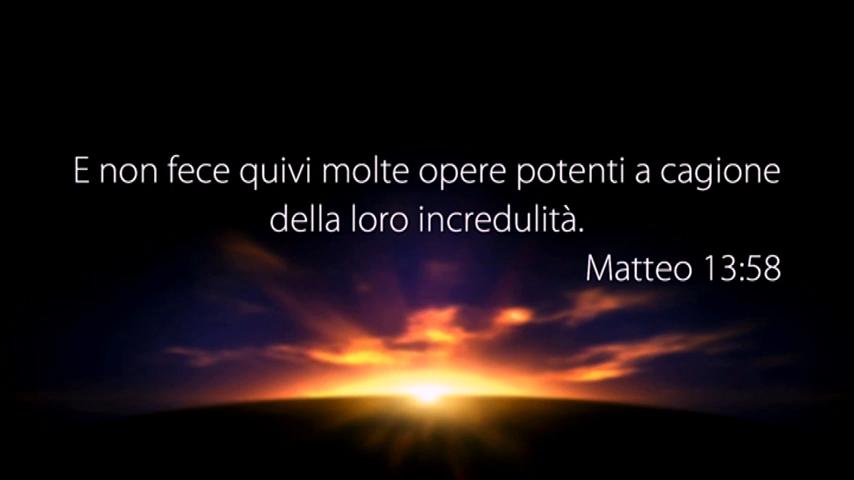 E non fece quivi molte opere potenti a cagione
della loro incredulità.
Matteo 13:58